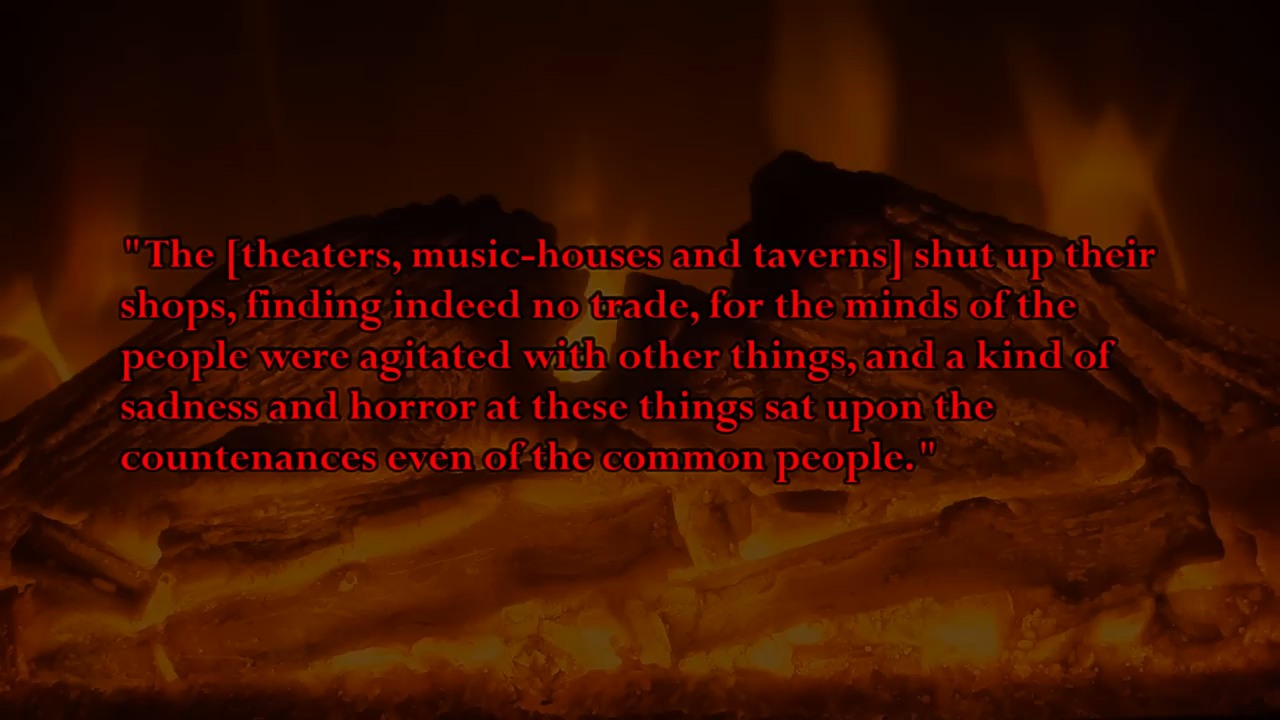 "The [theaters, music-houses and taverns] shut up their
shops, finding indeed no trade, for the minds of the
people were agitated with other things, and a kind of
sadness and horror at these things sat upon the
countenances even of the common people."